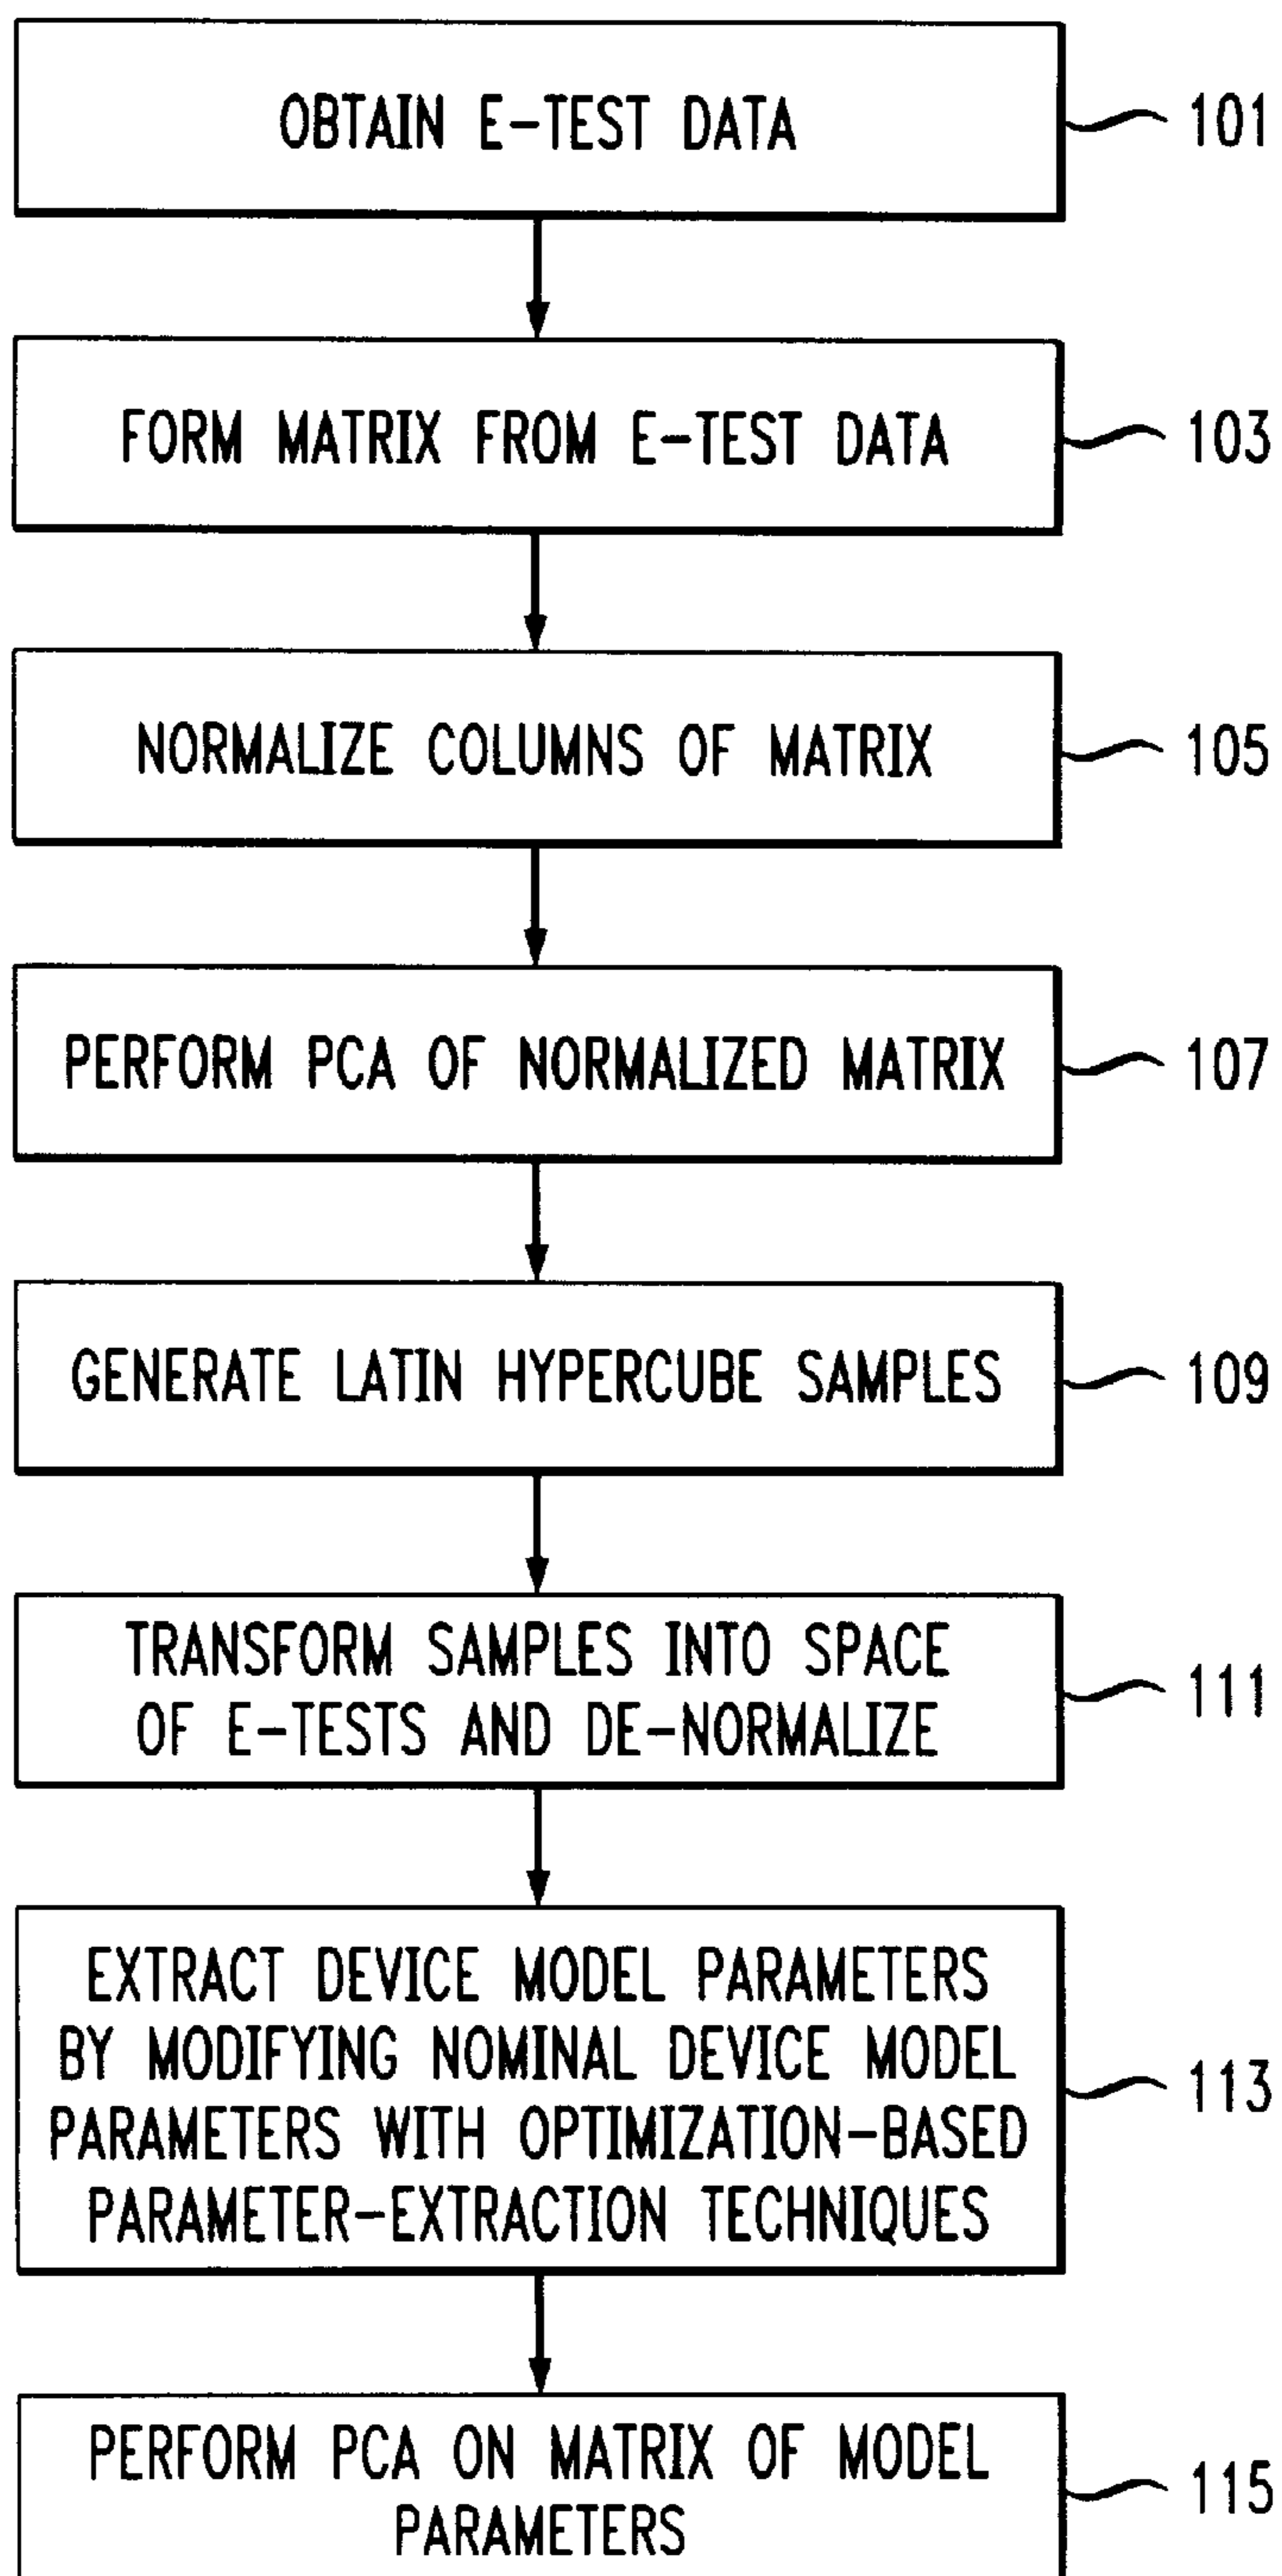 OBTAIN E-TEST DATA
101
FORM MATRIX FROM E-TEST DATA
103
NORMALIZE COLUMNS OF MATRIX
105
PERFORM PCA OF NORMALIZED MATRIX
107
GENERATE LATIN HYPERCUBE SAMPLES
109
TRANSFORM SAMPLES INTO SPACE
OF E-TESTS AND DE-NORMALIZE
111
EXTRACT DEVICE MODEL PARAMETERS
BY MODIFYING NOMINAL DEVICE MODEL
PARAMETERS WITH OPTIMIZATION-BASED
PARAMETER-EXTRACTION TECHNIQUES
113
PERFORM PCA ON MATRIX OF MODEL
PARAMETERS
115